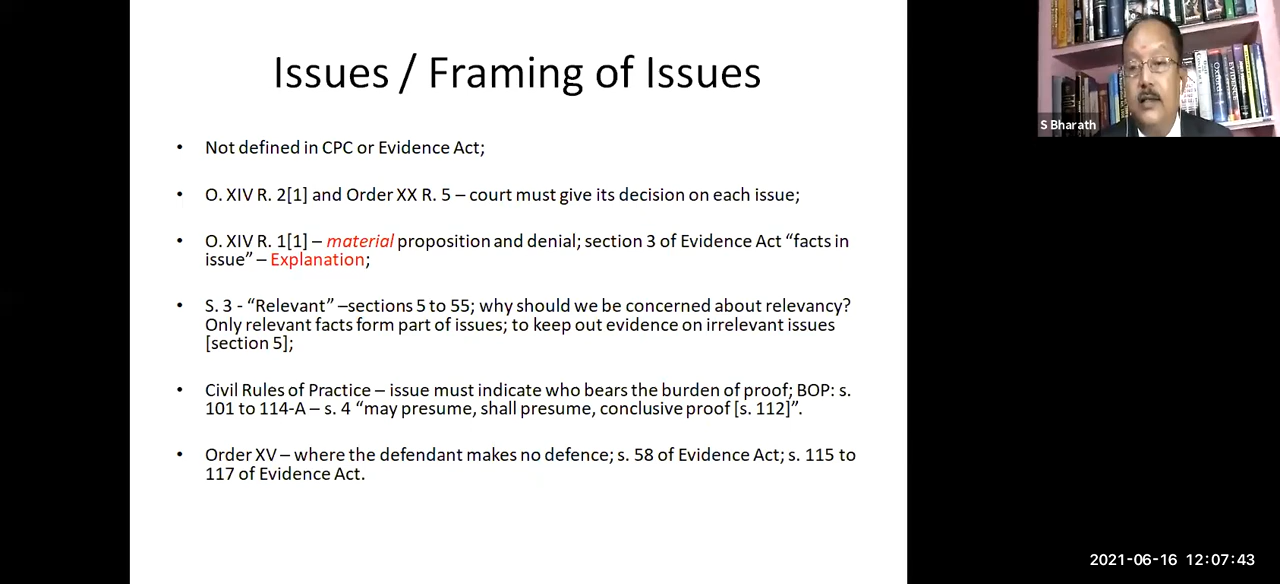 Issues / Framing of Issues
• Not defined in CPC or Evidence Act;
• O. XIV R. 2[1] and Order XX R. 5 – court must give its decision on each issue;
• O. XIV R. 1[1] – material proposition and denial; section 3 of Evidence Act “facts in
issue” – Explanation;
• S. 3 - “Relevant” –sections 5 to 55; why should we be concerned about relevancy?
Only relevant facts form part of issues; to keep out evidence on irrelevant issues
[section 5];
• Civil Rules of Practice – issue must indicate who bears the burden of proof; BOP: s.
101 to 114-A – s. 4 “may presume, shall presume, conclusive proof [s. 112]”.
• Order XV – where the defendant makes no defence; s. 58 of Evidence Act; s. 115 to
117 of Evidence Act.
S Bharath
Oxford
EVIDENCE
2021-06-16 12:07:43